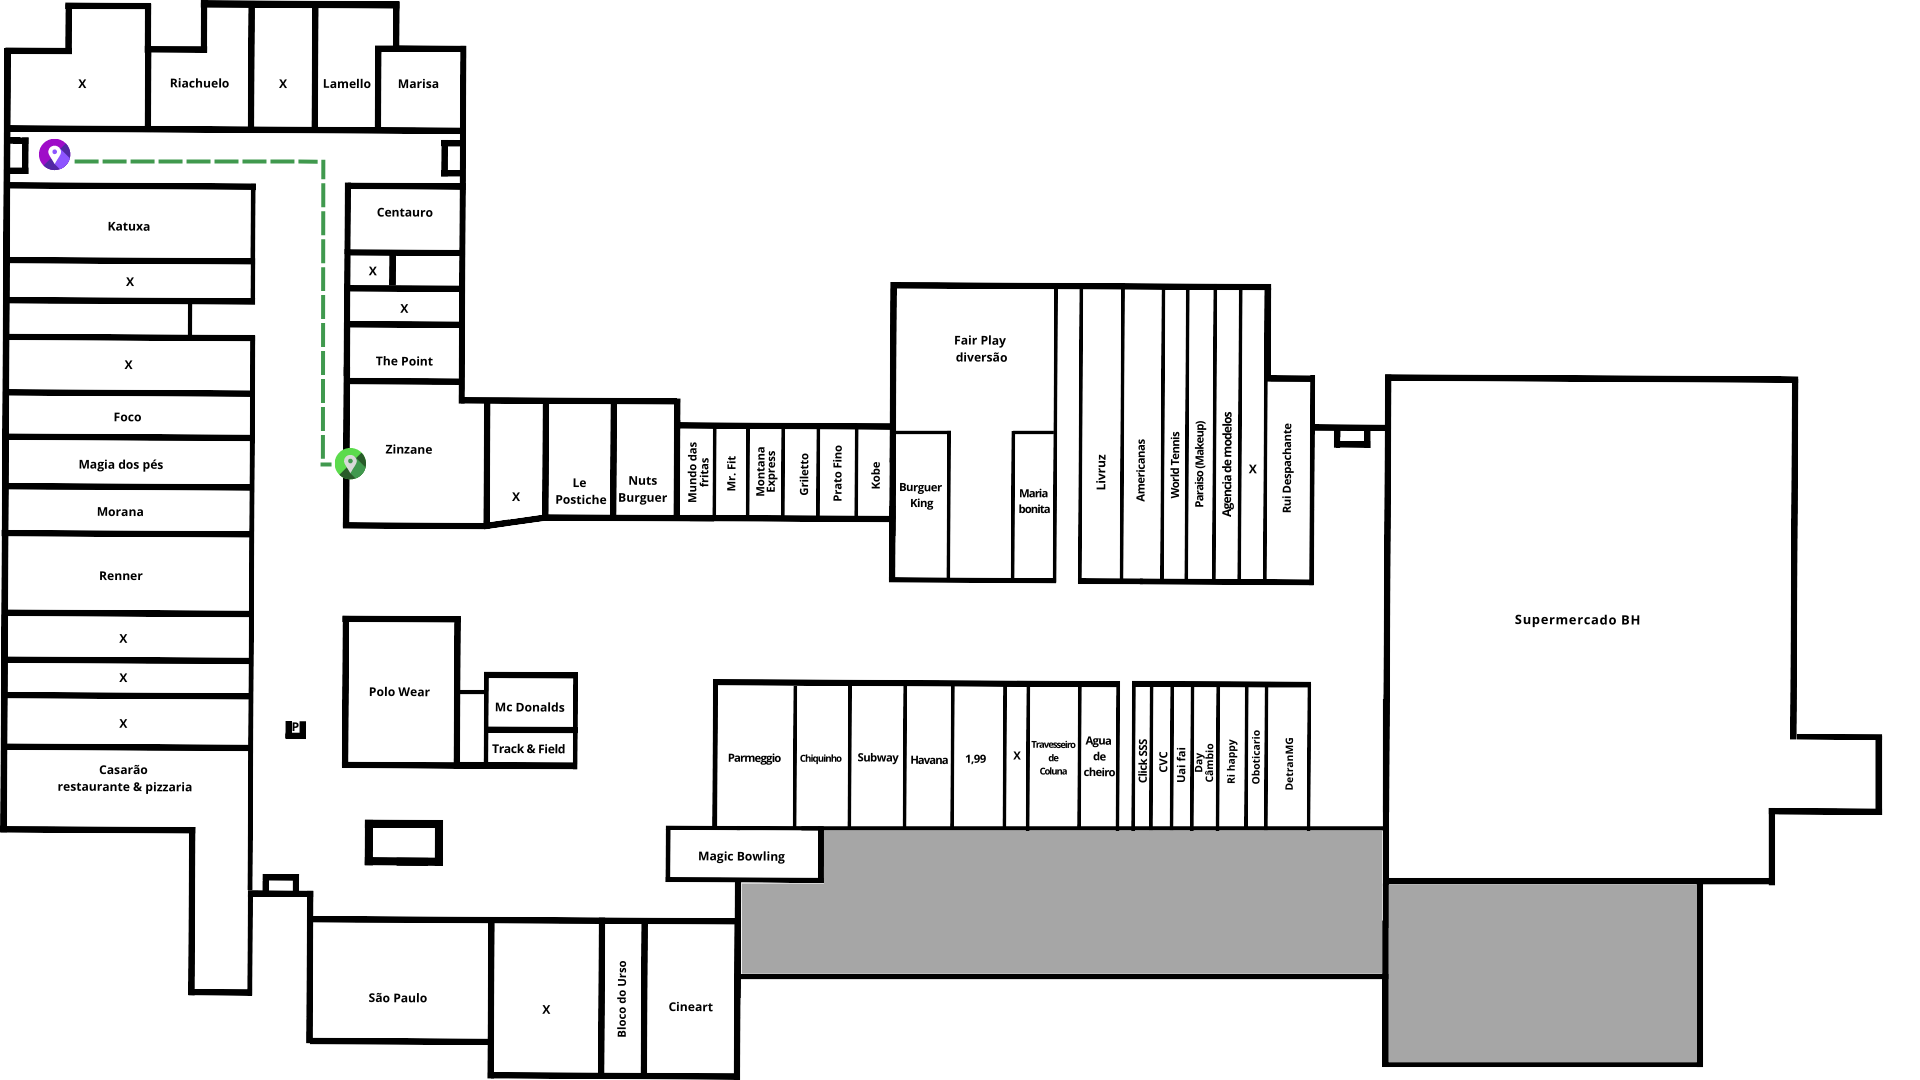 X
Riachuelo
X
Lamello
Marisa
Katuxa
X
X
Foco
Magia dos pés
Morana
Renner
X
X
X
Casarão
restaurante & pizzaria
Centauro
X
X
The Point
Zinzane
X
Le
Postiche
Nuts
Burguer
Mundo das
fritas
Mr. Fit
Montana
Express
Griletto
Prato Fino
Kobe
Fair Play
diversão
Burguer
King
Maria
bonita
Livruz
Americanas
World Tennis
Paraiso (Makeup)
Agencia de modelos
X
Rui Despachante
Supermercado BH
P
Polo Wear
Mc Donalds
Track & Field
Parmeggio
Chiquinho
Subway
Havana
1,99
X
Travesseiro
de
Coluna
Agua
de
cheiro
Click SSS
CVC
Uai fai
Day
Câmbio
Ri happy
Oboticario
DetranMG
Magic Bowling
São Paulo
X
Bloco do Urso
Cineart